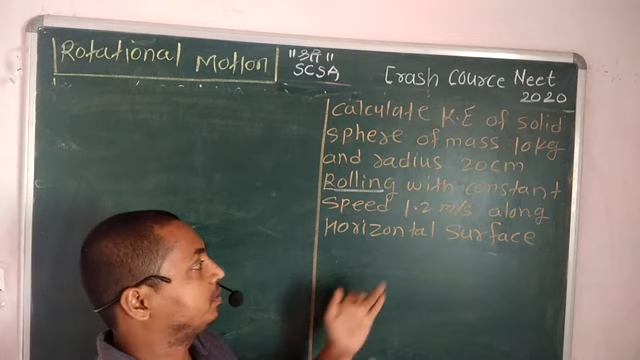 Rotational Motion
"श्री"
SCSA
Crash Cource Neet
2020
Calculate K.E of solid
sphere of mass 10kg
and radius 20cm
Rolling with constant
speed 1.2 m/s along
Horizontal surface